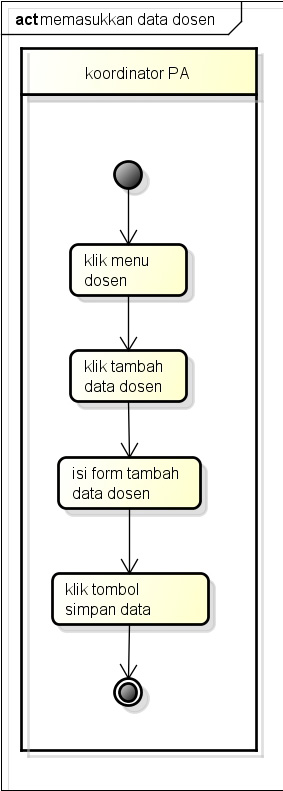 act memasukkan data dosen
koordinator PA
klik menu
dosen
klik tambah
data dosen
isi form tambah
data dosen
klik tombol
simpan data